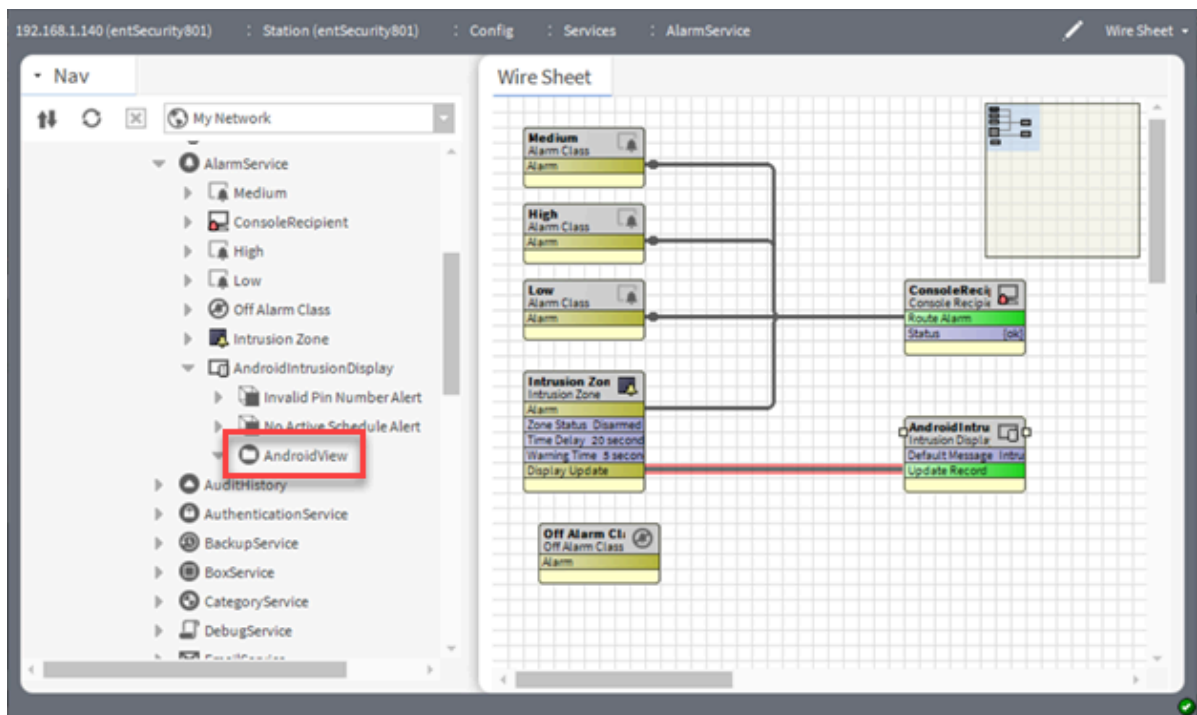 192.168.1.140 (entSecurity801) : Station (entSecurity801) : Config : Services : AlarmService Wire Sheet
Nav
My Network
AlarmService
Medium
ConsoleRecipient
High
Low
Off Alarm Class
Intrusion Zone
AndroidIntrusionDisplay
Invalid Pin Number Alert
No Active Schedule Alert
AndroidView
AuditHistory
AuthenticationService
BackupService
BoxService
CategoryService
DebugService
EmailService
Wire Sheet
Medium
Alarm Class
Alarm
High
Alarm Class
Alarm
Low
Alarm Class
Alarm
Intrusion Zon
Intrusion Zone
Alarm
Zone Status Disarmed
Time Delay 20 second
Warning Time 5 secon
Display Update
Off Alarm Cl
Off Alarm Class
Alarm
ConsoleReci
Console Recipie
Route Alarm
Status [ok]
AndroidIntru
Intrusion Display
Default Message Intru
Update Record